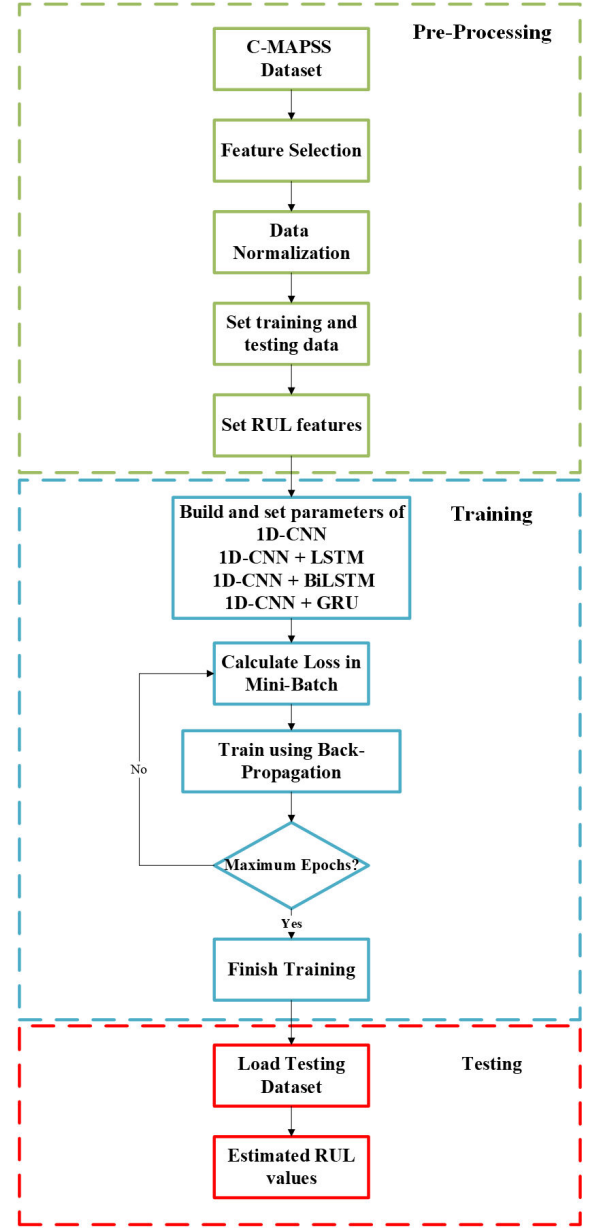 Pre-Processing
C-MAPSS
Dataset
Feature Selection
Data
Normalization
Set training and
testing data
Set RUL features
Training
Build and set parameters of
1D-CNN
1D-CNN + LSTM
1D-CNN + BiLSTM
1D-CNN + GRU
Calculate Loss in
Mini-Batch
Train using Back-
Propagation
No
Maximum Epochs?
Yes
Finish Training
Testing
Load Testing
Dataset
Estimated RUL
values